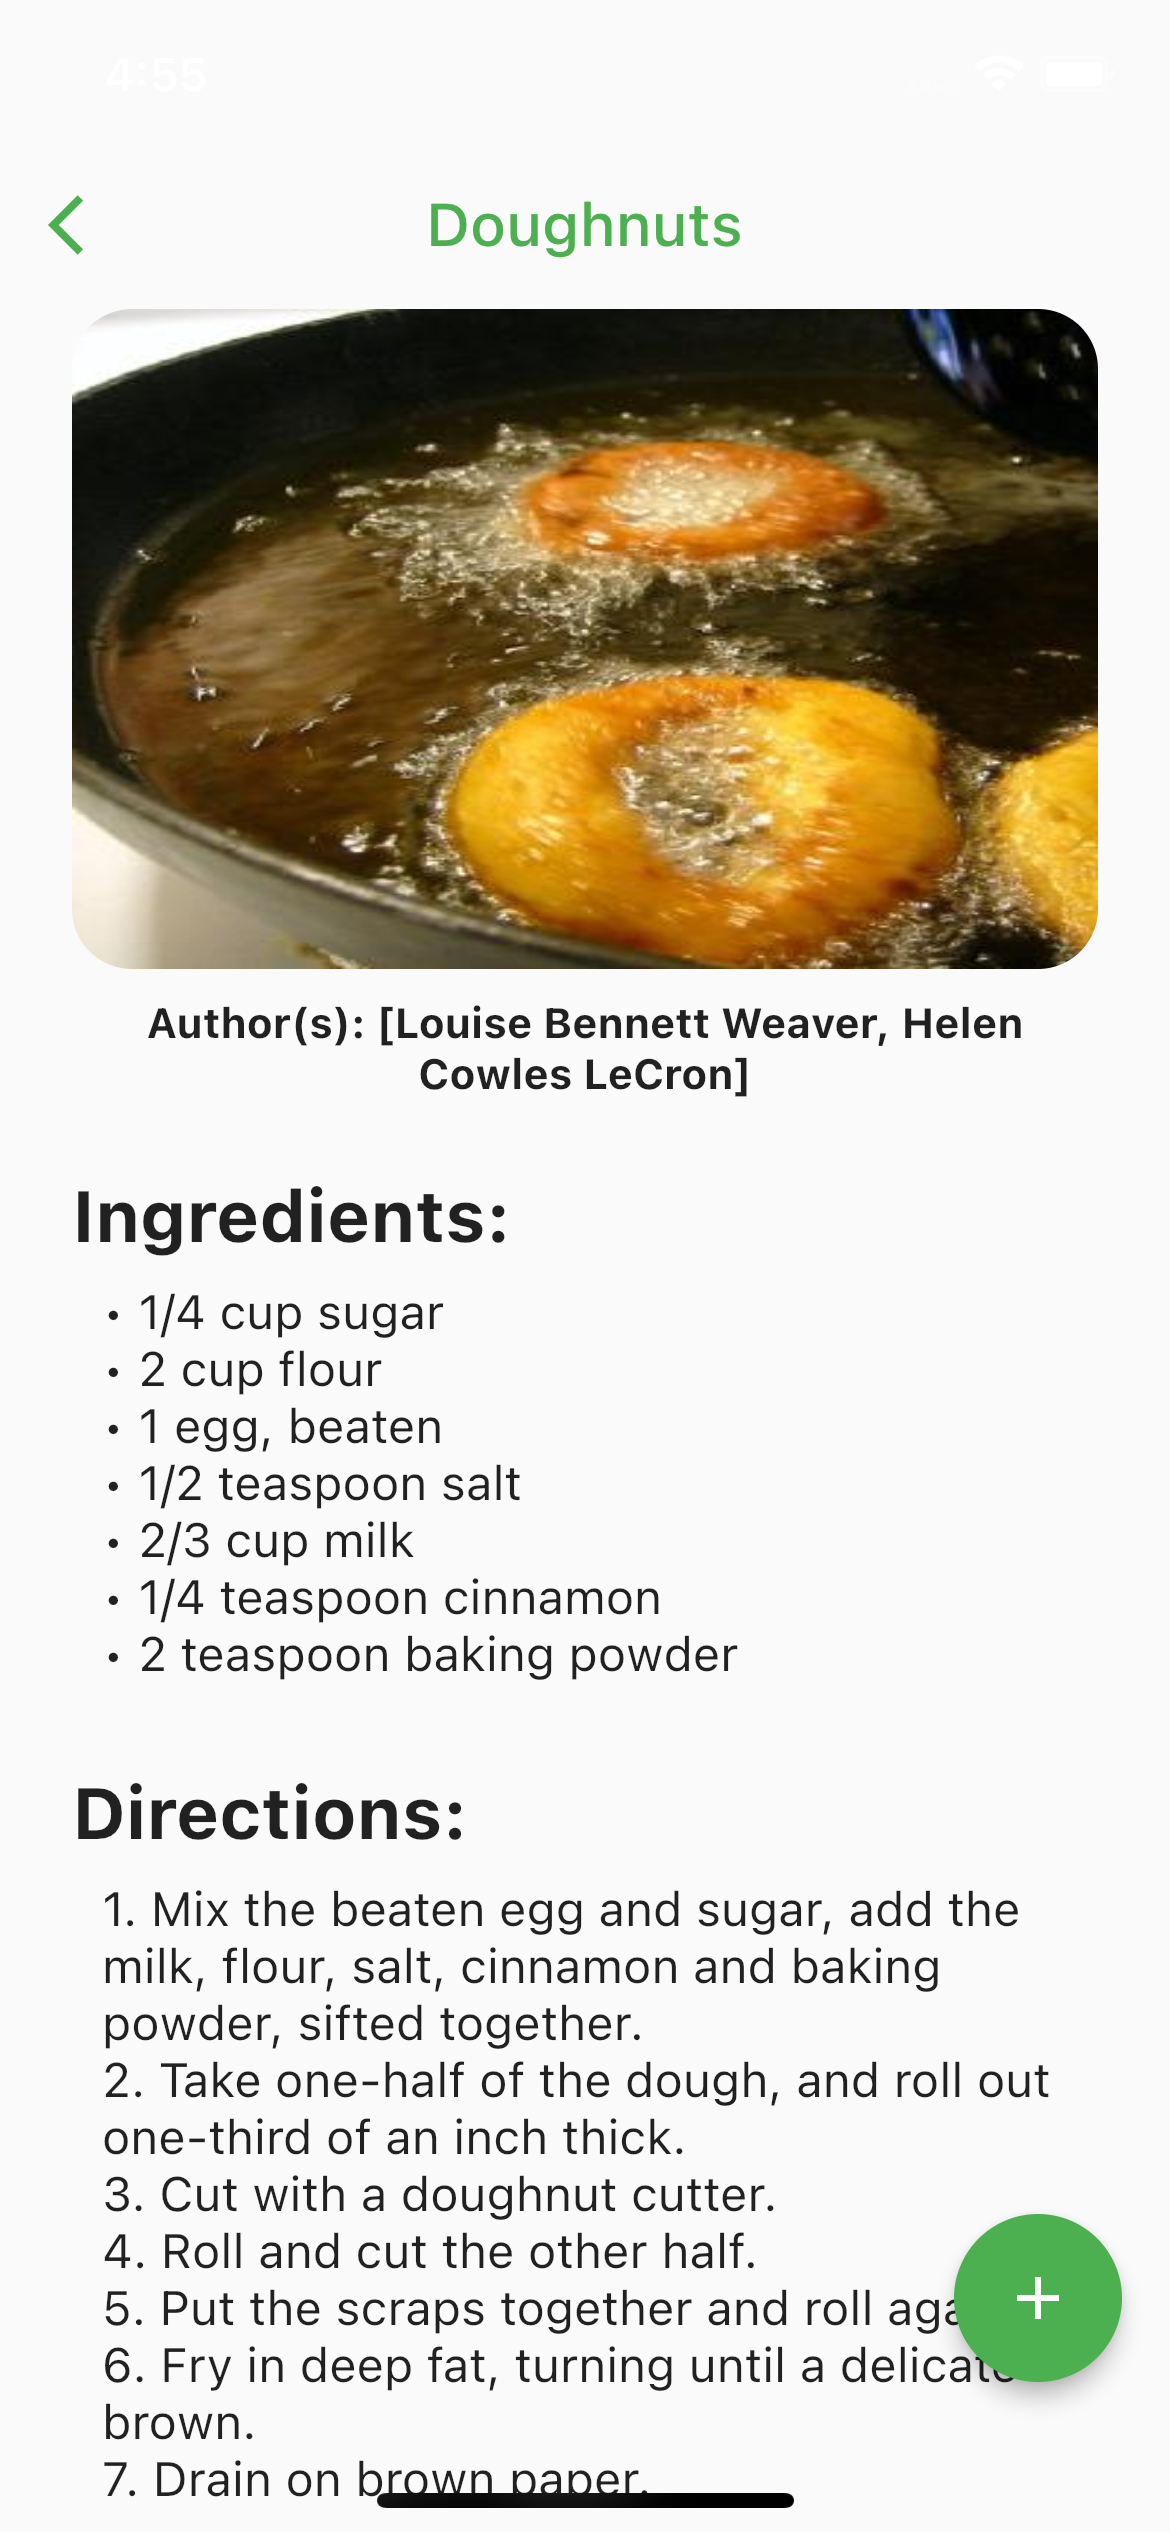 4:55
Doughnuts
Author(s): [Louise Bennett Weaver, Helen
Cowles LeCron]
Ingredients:
• 1/4 cup sugar
• 2 cup flour
• 1 egg, beaten
• 1/2 teaspoon salt
• 2/3 cup milk
• 1/4 teaspoon cinnamon
• 2 teaspoon baking powder
Directions:
1. Mix the beaten egg and sugar, add the
milk, flour, salt, cinnamon and baking
powder, sifted together.
2. Take one-half of the dough, and roll out
one-third of an inch thick.
3. Cut with a doughnut cutter.
4. Roll and cut the other half.
5. Put the scraps together and roll
6. Fry in deep fat, turning until a delicate
brown.
7. Drain on brown paper.